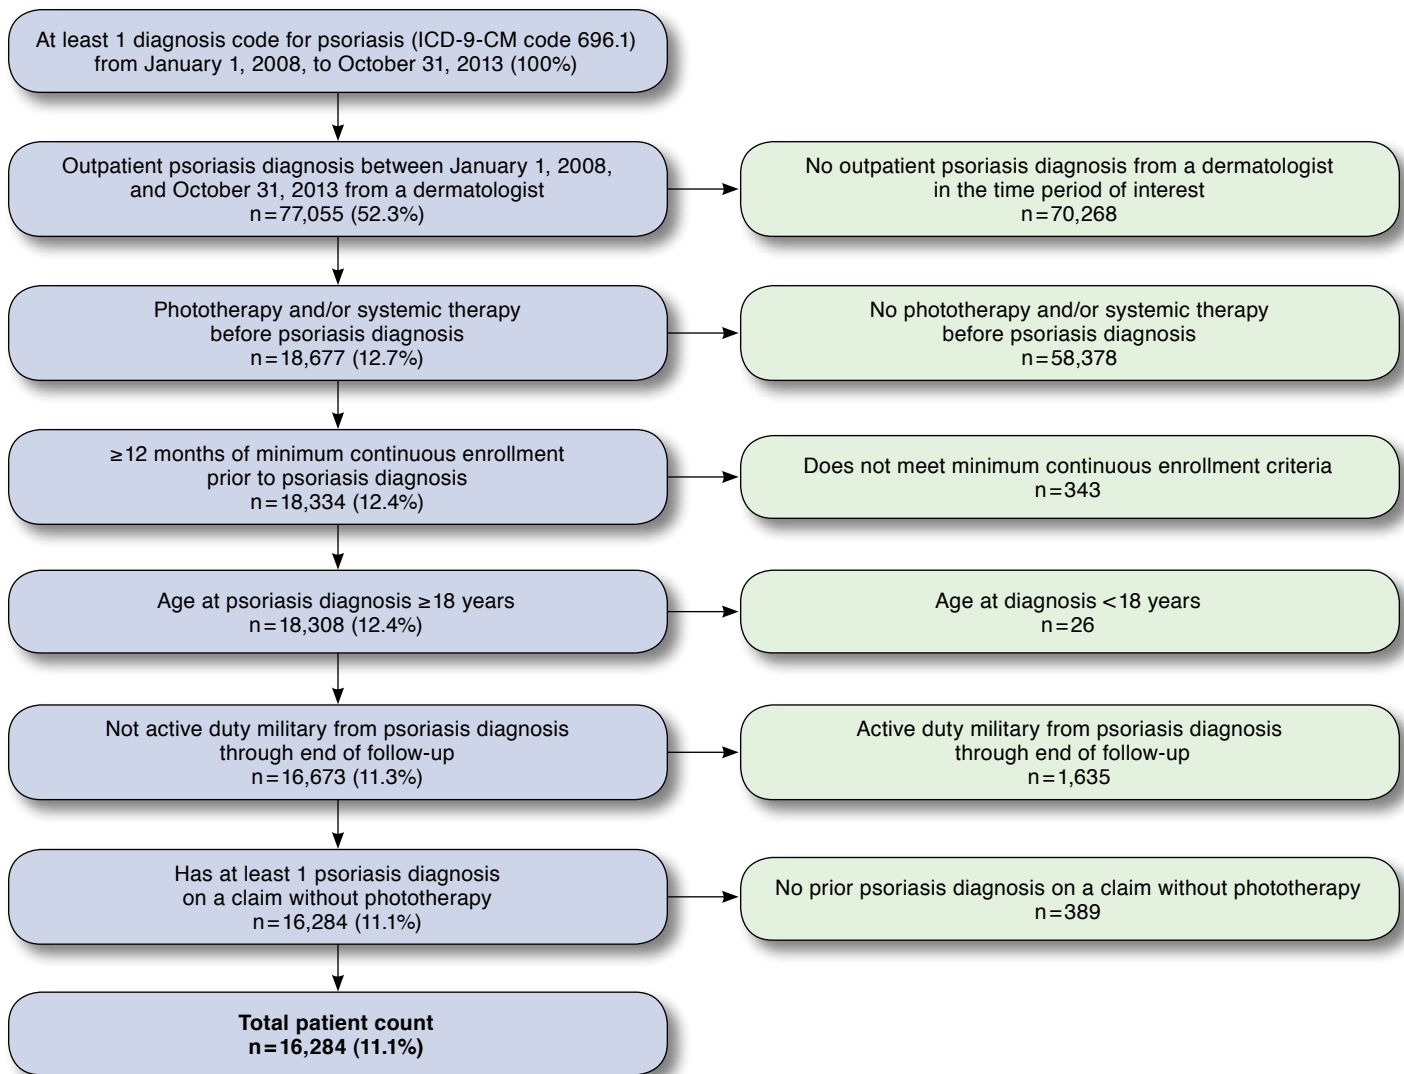 At least 1 diagnosis code for psoriasis (ICD-9-CM code 696.1)
from January 1, 2008, to October 31, 2013 (100%)
Outpatient psoriasis diagnosis between January 1, 2008,
and October 31, 2013 from a dermatologist
n=77,055 (52.3%)
No outpatient psoriasis diagnosis from a dermatologist
in the time period of interest
n=70,268
Phototherapy and/or systemic therapy
before psoriasis diagnosis
n=18,677 (12.7%)
No phototherapy and/or systemic therapy
before psoriasis diagnosis
n=58,378
≥12 months of minimum continuous enrollment
prior to psoriasis diagnosis
n=18,334 (12.4%)
Does not meet minimum continuous enrollment criteria
n=343
Age at psoriasis diagnosis ≥18 years
n=18,308 (12.4%)
Age at diagnosis <18 years
n=26
Not active duty military from psoriasis diagnosis
through end of follow-up
n=16,673 (11.3%)
Active duty military from psoriasis diagnosis
through end of follow-up
n=1,635
Has at least 1 psoriasis diagnosis
on a claim without phototherapy
n=16,284 (11.1%)
No prior psoriasis diagnosis on a claim without phototherapy
n=389
Total patient count
n=16,284 (11.1%)